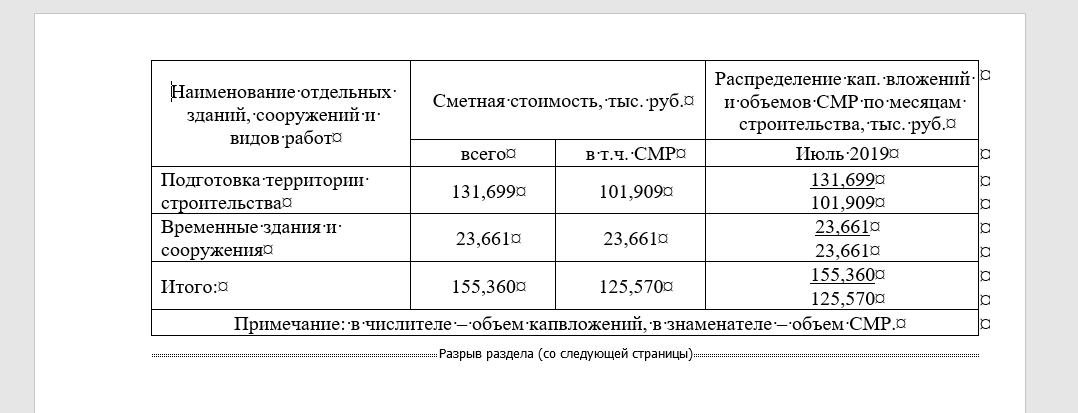 Наименование отдельных
зданий, сооружений и
видов работ
Сметная стоимость, тыс. руб.
Распределение кап. вложений
и объемов СМР по месяцам
строительства, тыс. руб.
всего
в т.ч. СМР
Июль 2019
Подготовка территории
строительства
131,699
101,909
131,699
101,909
Временные здания и
сооружения
23,661
23,661
23,661
23,661
Итого:
155,360
125,570
155,360
125,570
Примечание: в числителе – объем капвложений, в знаменателе – объем СМР.
Разрыв раздела (со следующей страницы)